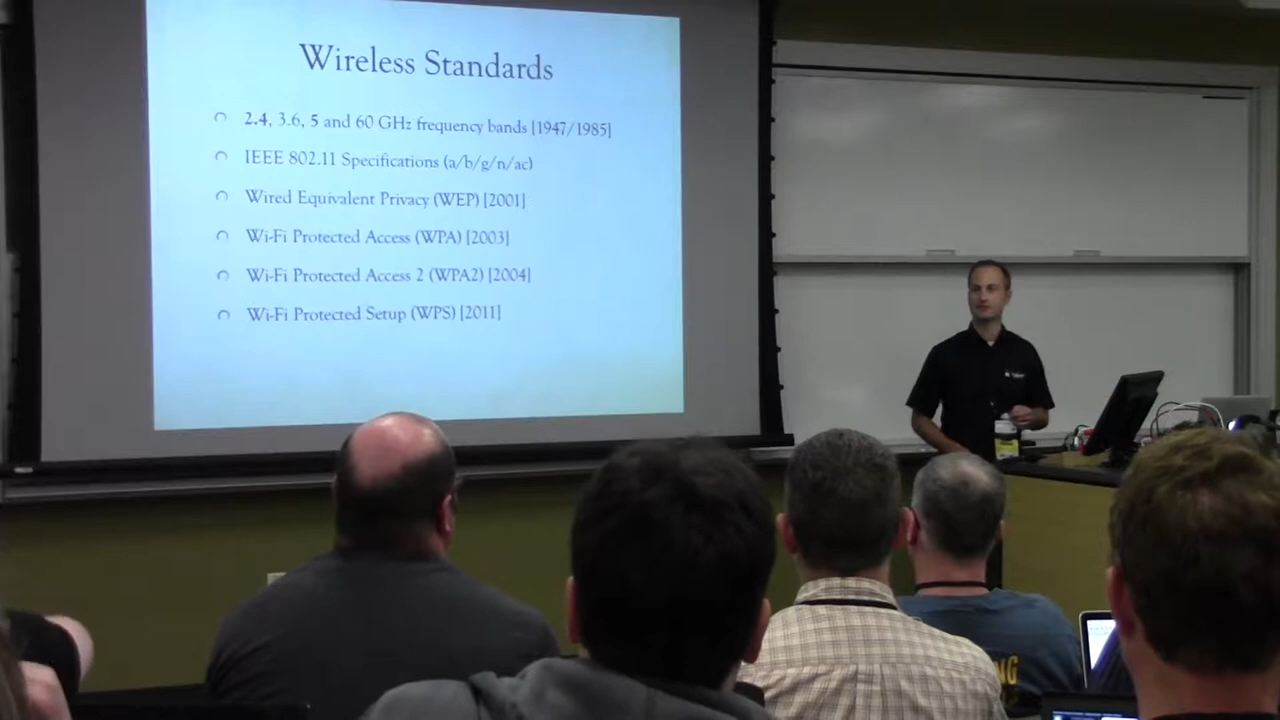 Wireless Standards
2.4, 3.6, 5 and 60 GHz frequency bands [1947/1985]
IEEE 802.11 Specifications (a/b/g/n/ac)
Wired Equivalent Privacy (WEP) [2001]
Wi-Fi Protected Access (WPA) [2003]
Wi-Fi Protected Access 2 (WPA2) [2004]
Wi-Fi Protected Setup (WPS) [2011]
NG